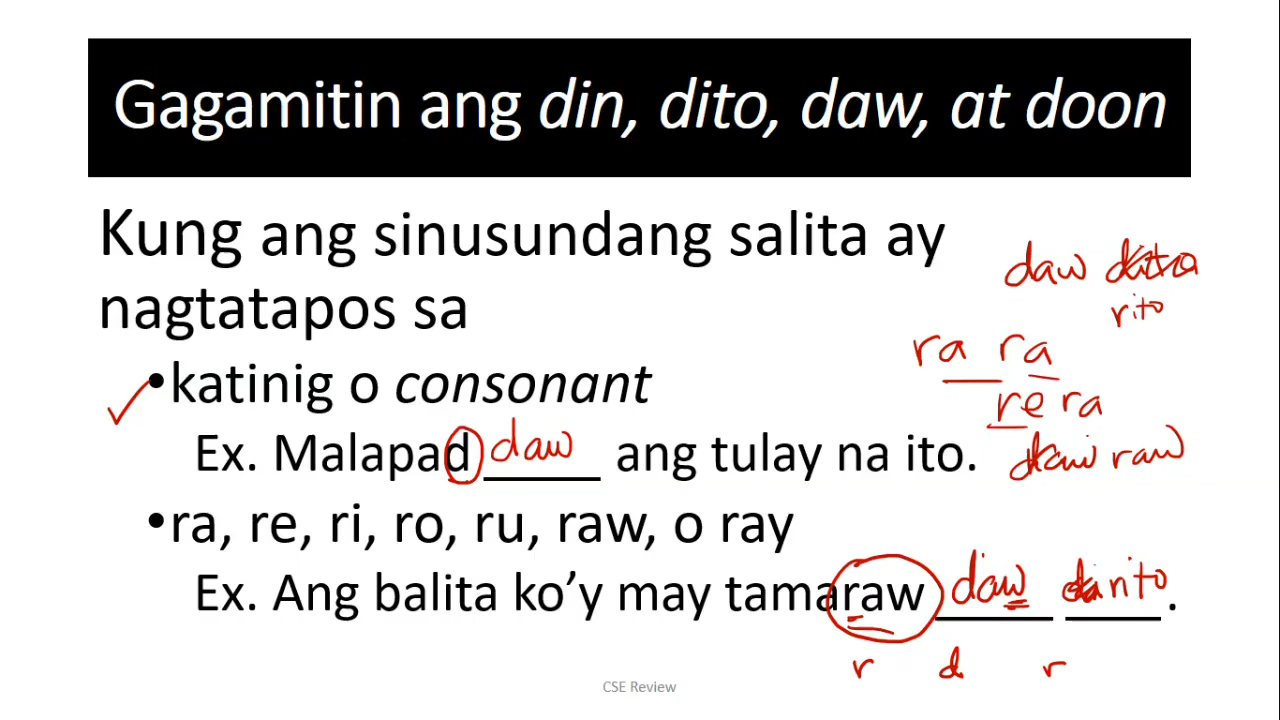 Gagamitin ang din, dito, daw, at doon
Kung ang sinusundang salita ay
nagtatapos sa
daw dito
rito
ra ra
•katinig o consonant
re ra
Ex. Malapad daw ang tulay na ito.
daw raw
•ra, re, ri, ro, ru, raw, o ray
Ex. Ang balita ko’y may tamaraw daw rito.
r d r
CSE Review